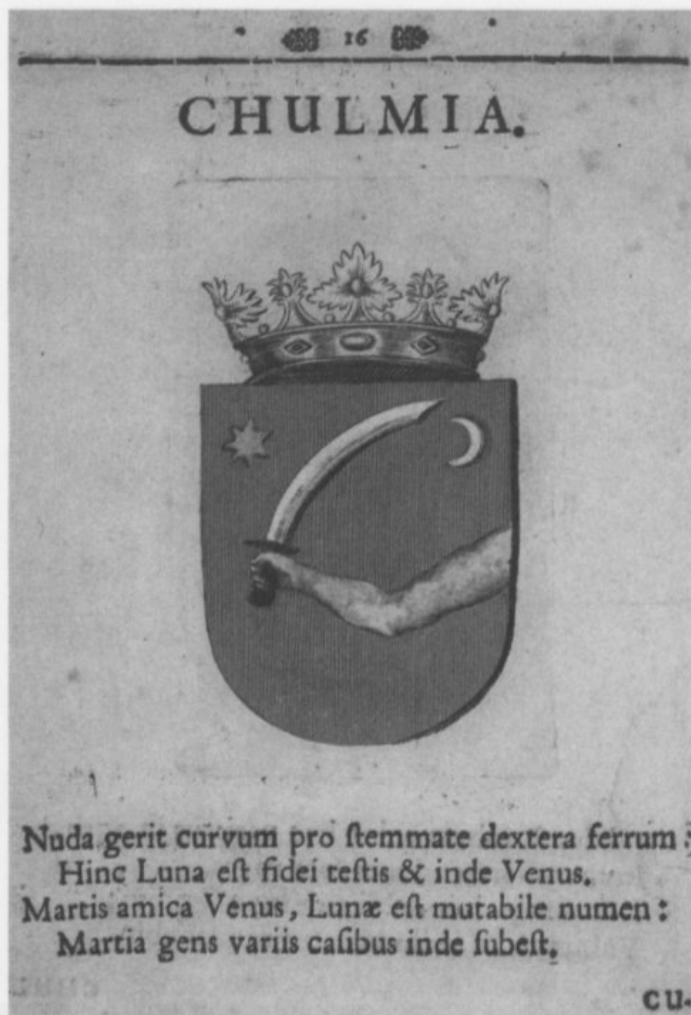 16
CHULMIA.
Nuda gerit curvum pro ſtemmate dextera ferrum :
Hinc Luna eſt fidei teſtis & inde Venus.
Martis amica Venus, Lunæ eſt mutabile numen :
Martia gens variis caſibus inde ſubeſt.
CU-